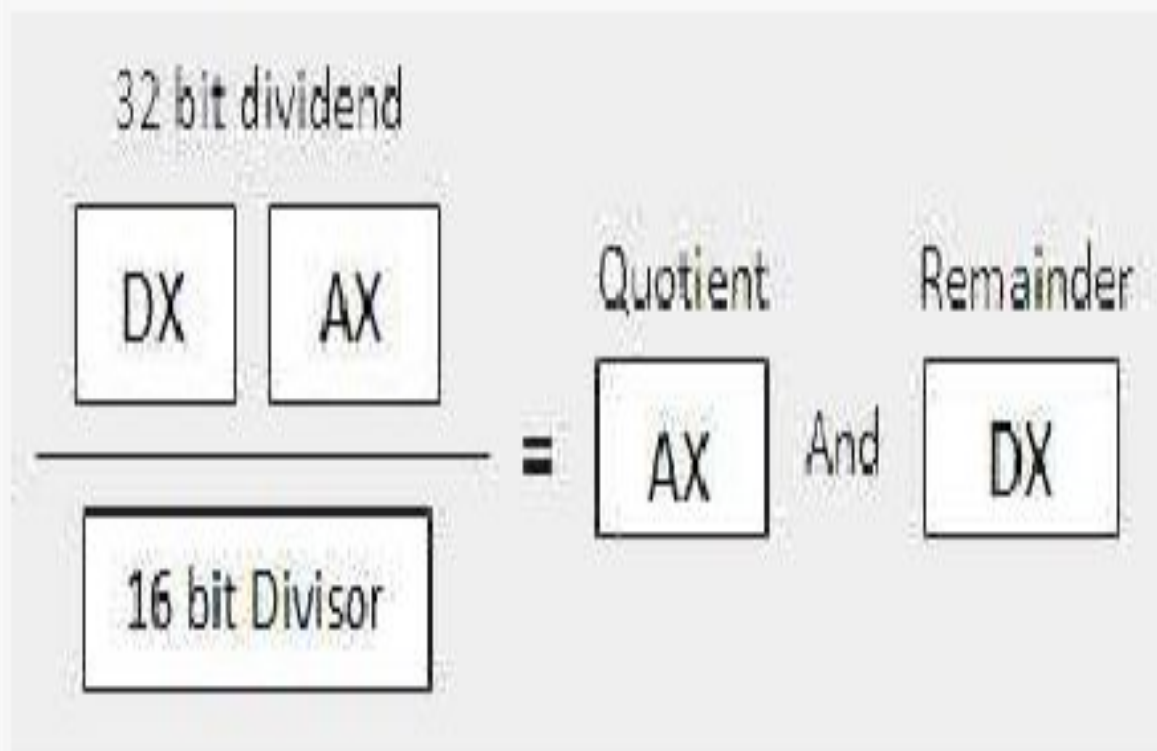 32 bit dividend
DX AX
Quotient Remainder
= AX And DX
16 bit Divisor